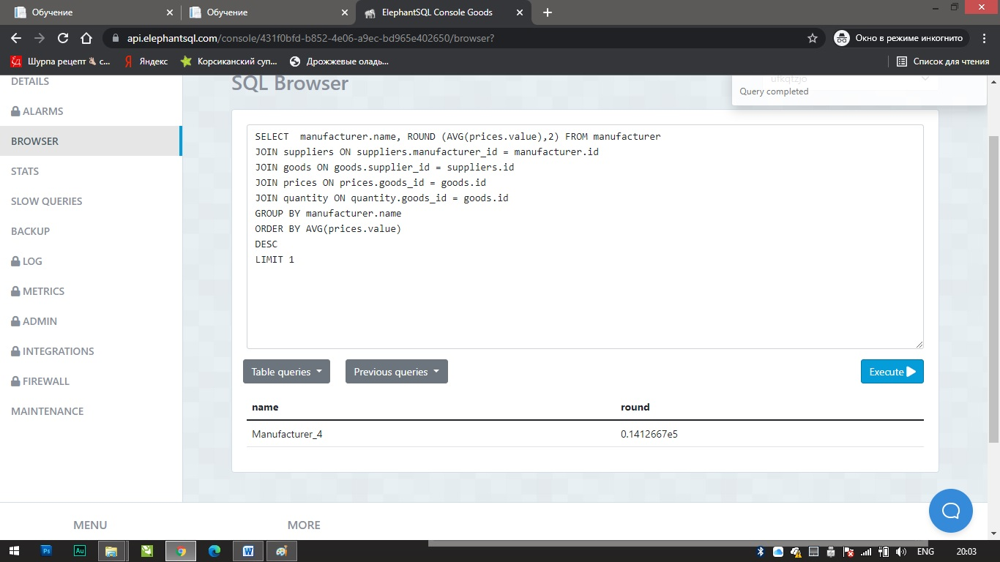 Обучение
Обучение
ElephantSQL Console Goods
api.elephantsql.com/console/431f0bfd-b852-4e06-a9ec-bd965e402650/browser?
Окно в режиме инкогнито
Шурпа рецепт с...
Яндекс
Корсиканский суп...
Дрожжевые оладь...
Список для чтения
DETAILS
ALARMS
BROWSER
STATS
SLOW QUERIES
BACKUP
LOG
METRICS
ADMIN
INTEGRATIONS
FIREWALL
MAINTENANCE
SQL Browser
ufkqtzjo
Query completed
SELECT  manufacturer.name, ROUND (AVG(prices.value),2) FROM manufacturer
JOIN suppliers ON suppliers.manufacturer_id = manufacturer.id
JOIN goods ON goods.supplier_id = suppliers.id
JOIN prices ON prices.goods_id = goods.id
JOIN quantity ON quantity.goods_id = goods.id
GROUP BY manufacturer.name
ORDER BY AVG(prices.value)
DESC
LIMIT 1
Table queries
Previous queries
Execute
name round
Manufacturer_4 0.1412667e5
MENU
MORE
Ps
Au
W
ENG
20:03